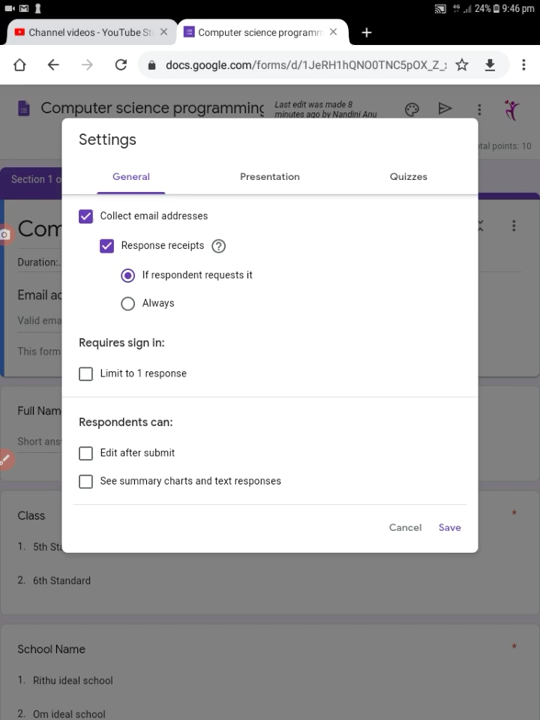 24% 9:46 pm
Channel videos - YouTube St
Computer science programm
docs.google.com/forms/d/1JeRH1hQNO0TNC5pOX_Z_
Computer science programming
Last edit was made 8
minutes ago by Nandini Anu
Total points: 10
Section 1 o
Settings
General
Presentation
Quizzes
Com
Collect email addresses
Duration:
Response receipts
Email ad
If respondent requests it
Valid ema
Always
This form
Requires sign in:
Limit to 1 response
Full Nam
Respondents can:
Short ans
Edit after submit
See summary charts and text responses
Class *
Cancel
Save
1. 5th Sta
2. 6th Standard
School Name *
1. Rithu ideal school
2. Om ideal school